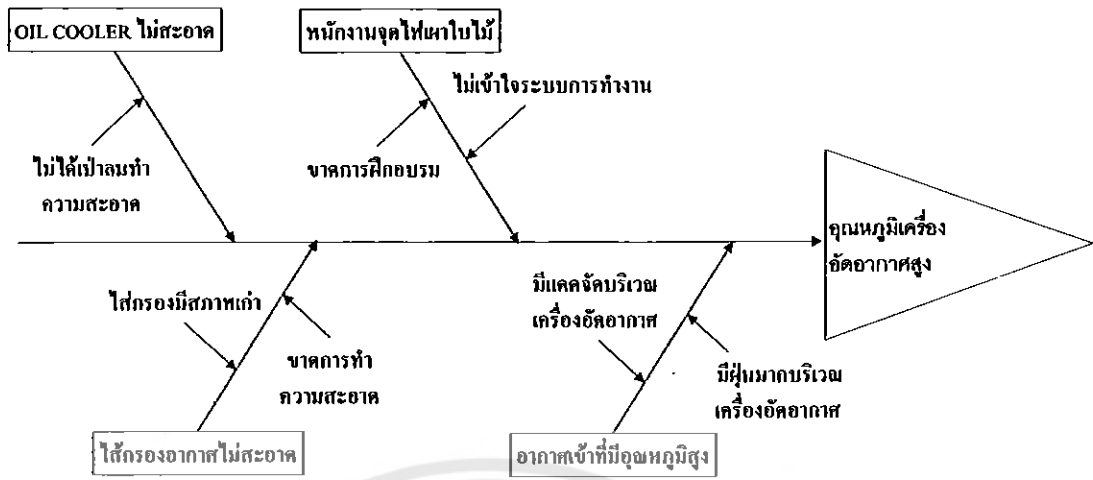 OIL COOLER ไม่สะอาด
พนักงานจุดไฟเผาใบไม้
ไม่เข้าใจระบบการทำงาน
ไม่ได้เป่าลมทำ
ความสะอาด
ขาดการฝึกอบรม
อุณหภูมิเครื่อง
อัดอากาศสูง
ไส่กรองมีสภาพเก่า
ขาดการทำ
ความสะอาด
มีแดดจัดบริเวณ
เครื่องอัดอากาศ
มีฝุ่นมากบริเวณ
เครื่องอัดอากาศ
ไส้กรองอากาศไม่สะอาด
อากาศเข้าที่มีอุณหภูมิสูง